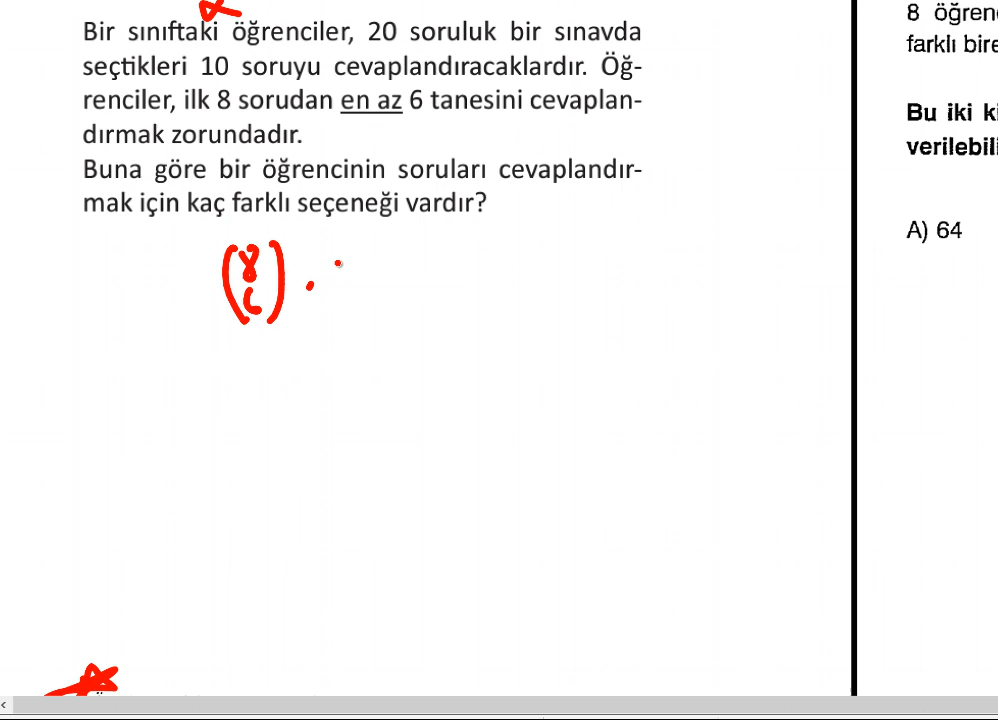 Bir sınıftaki öğrenciler, 20 soruluk bir sınavda
seçtikleri 10 soruyu cevaplandıracaklardır. Öğ-
renciler, ilk 8 sorudan en az 6 tanesini cevaplan-
dırmak zorundadır.
Buna göre bir öğrencinin soruları cevaplandır-
mak için kaç farklı seçeneği vardır?
(8
6) .
8 öğren
farklı bire
Bu iki ki
verilebili
A) 64
<